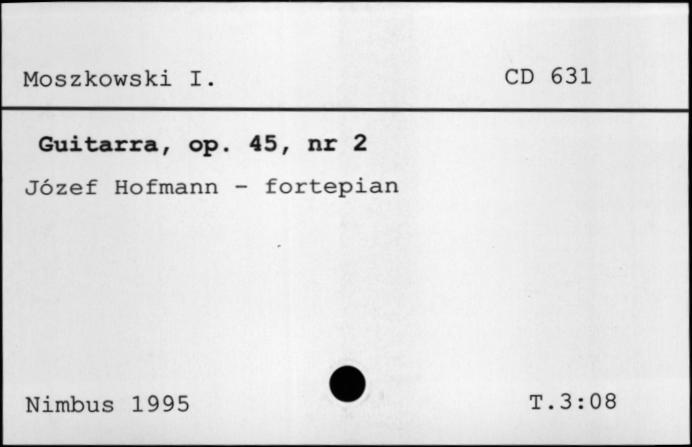 Moszkowski I.
CD 631
Guitarra, op. 45, nr 2
Józef Hofmann - fortepian
Nimbus 1995
T.3:08